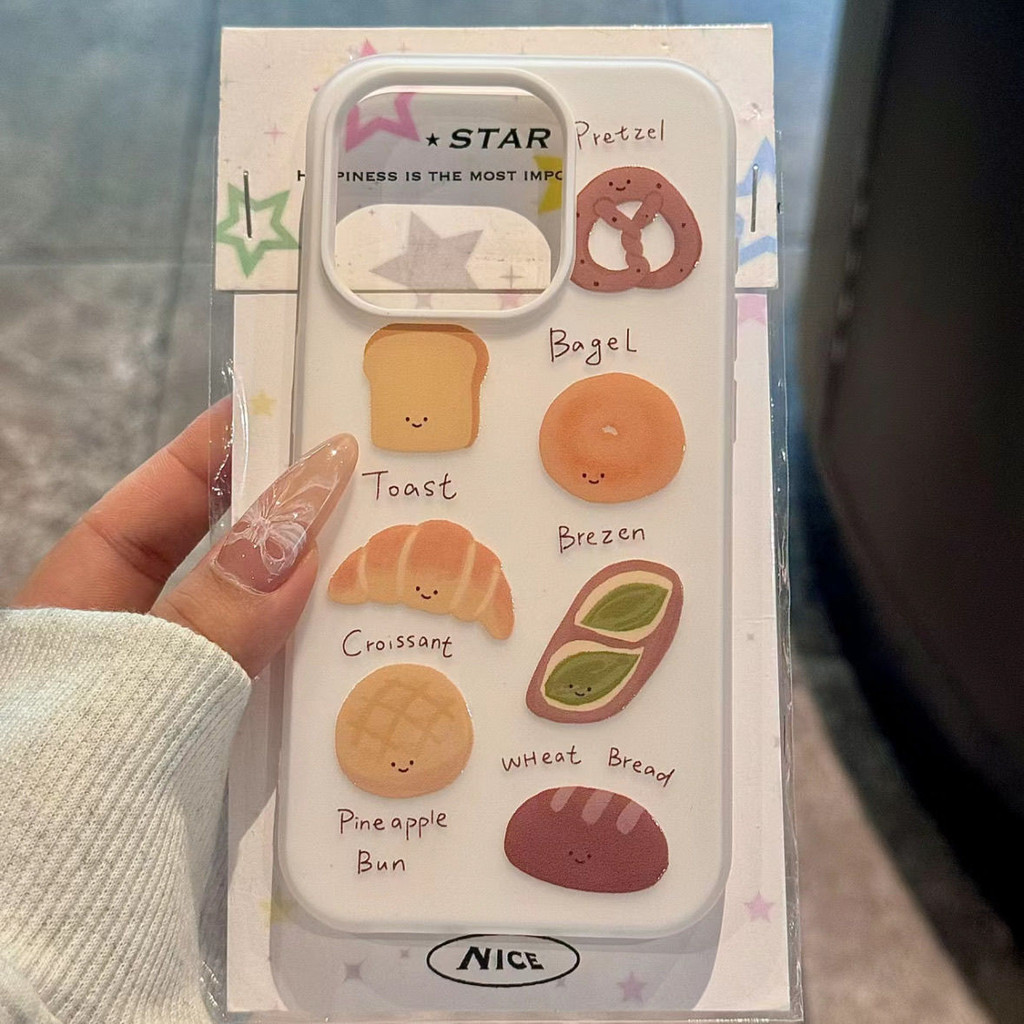 ★ STAR
H PINESS IS THE MOST IMPO
Pretzel
Bagel
Toast
Brezen
Croissant
WHeat Bread
Pineapple
Bun
NICE